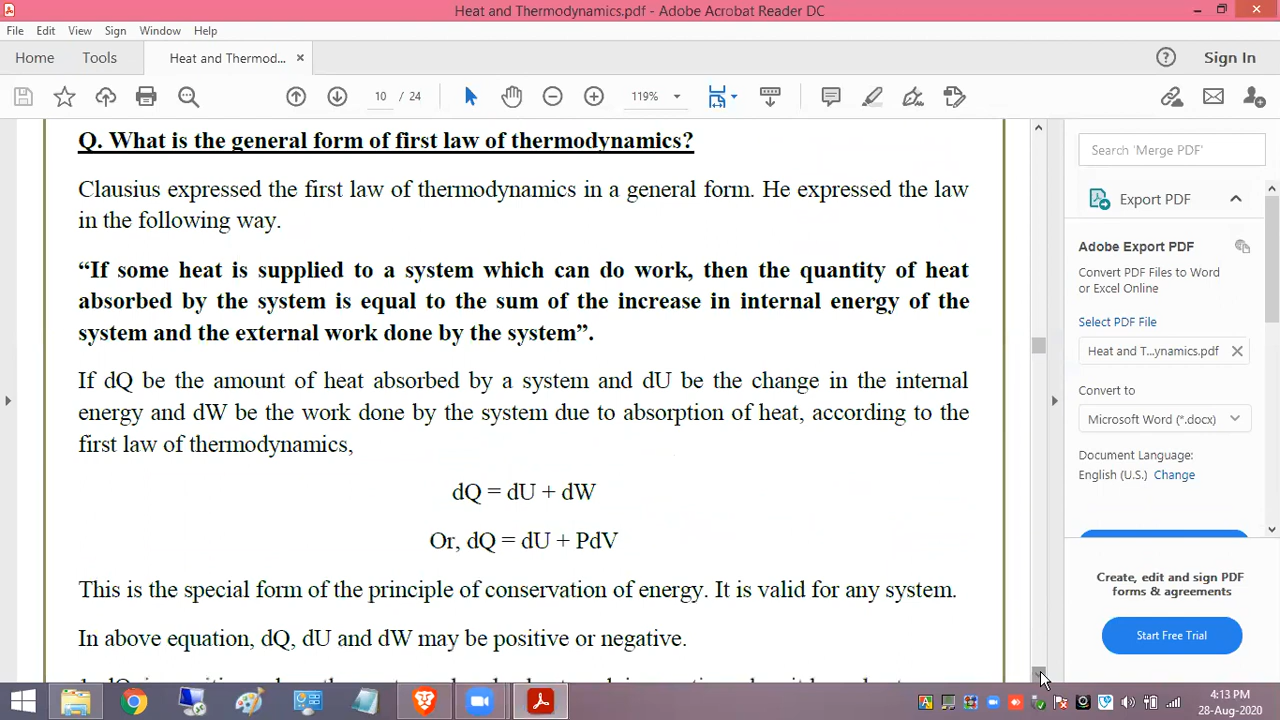 Heat and Thermodynamics.pdf - Adobe Acrobat Reader DC
File Edit View Sign Window Help
Home Tools Heat and Thermod... × Sign In
10 / 24 119%
Search 'Merge PDF'
Export PDF
Adobe Export PDF
Convert PDF Files to Word
or Excel Online
Select PDF File
Heat and T...ynamics.pdf
Convert to
Microsoft Word (*.docx)
Document Language:
English (U.S.) Change
Create, edit and sign PDF
forms & agreements
Start Free Trial
Q. What is the general form of first law of thermodynamics?
Clausius expressed the first law of thermodynamics in a general form. He expressed the law
in the following way.
“If some heat is supplied to a system which can do work, then the quantity of heat
absorbed by the system is equal to the sum of the increase in internal energy of the
system and the external work done by the system”.
If dQ be the amount of heat absorbed by a system and dU be the change in the internal
energy and dW be the work done by the system due to absorption of heat, according to the
first law of thermodynamics,
dQ = dU + dW
Or, dQ = dU + PdV
This is the special form of the principle of conservation of energy. It is valid for any system.
In above equation, dQ, dU and dW may be positive or negative.
4:13 PM
28-Aug-2020